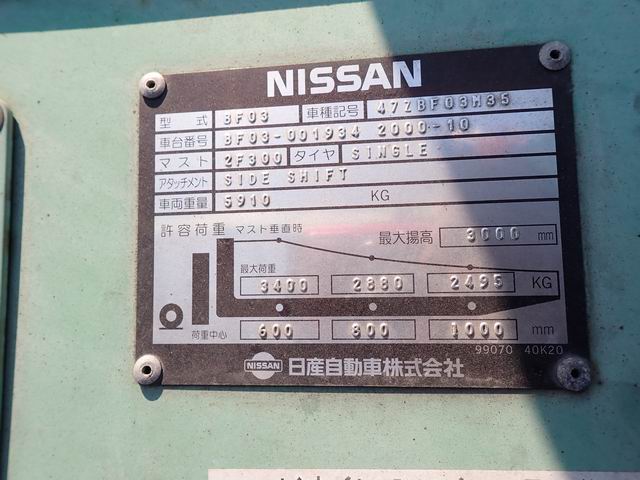 NISSAN
型式 BF03 車種記号 47ZBF03M35
車台番号 BF03-001934 2000-10
マスト 2F300 タイヤ SINGLE
アタッチメント SIDE SHIFT
車両重量 5910 KG
許容荷重 マスト垂直時 最大揚高 3000 mm
最大荷重
3400 2880 2495 KG
荷重中心 600 800 1000 mm
99070 40K20
NISSAN 日産自動車株式会社